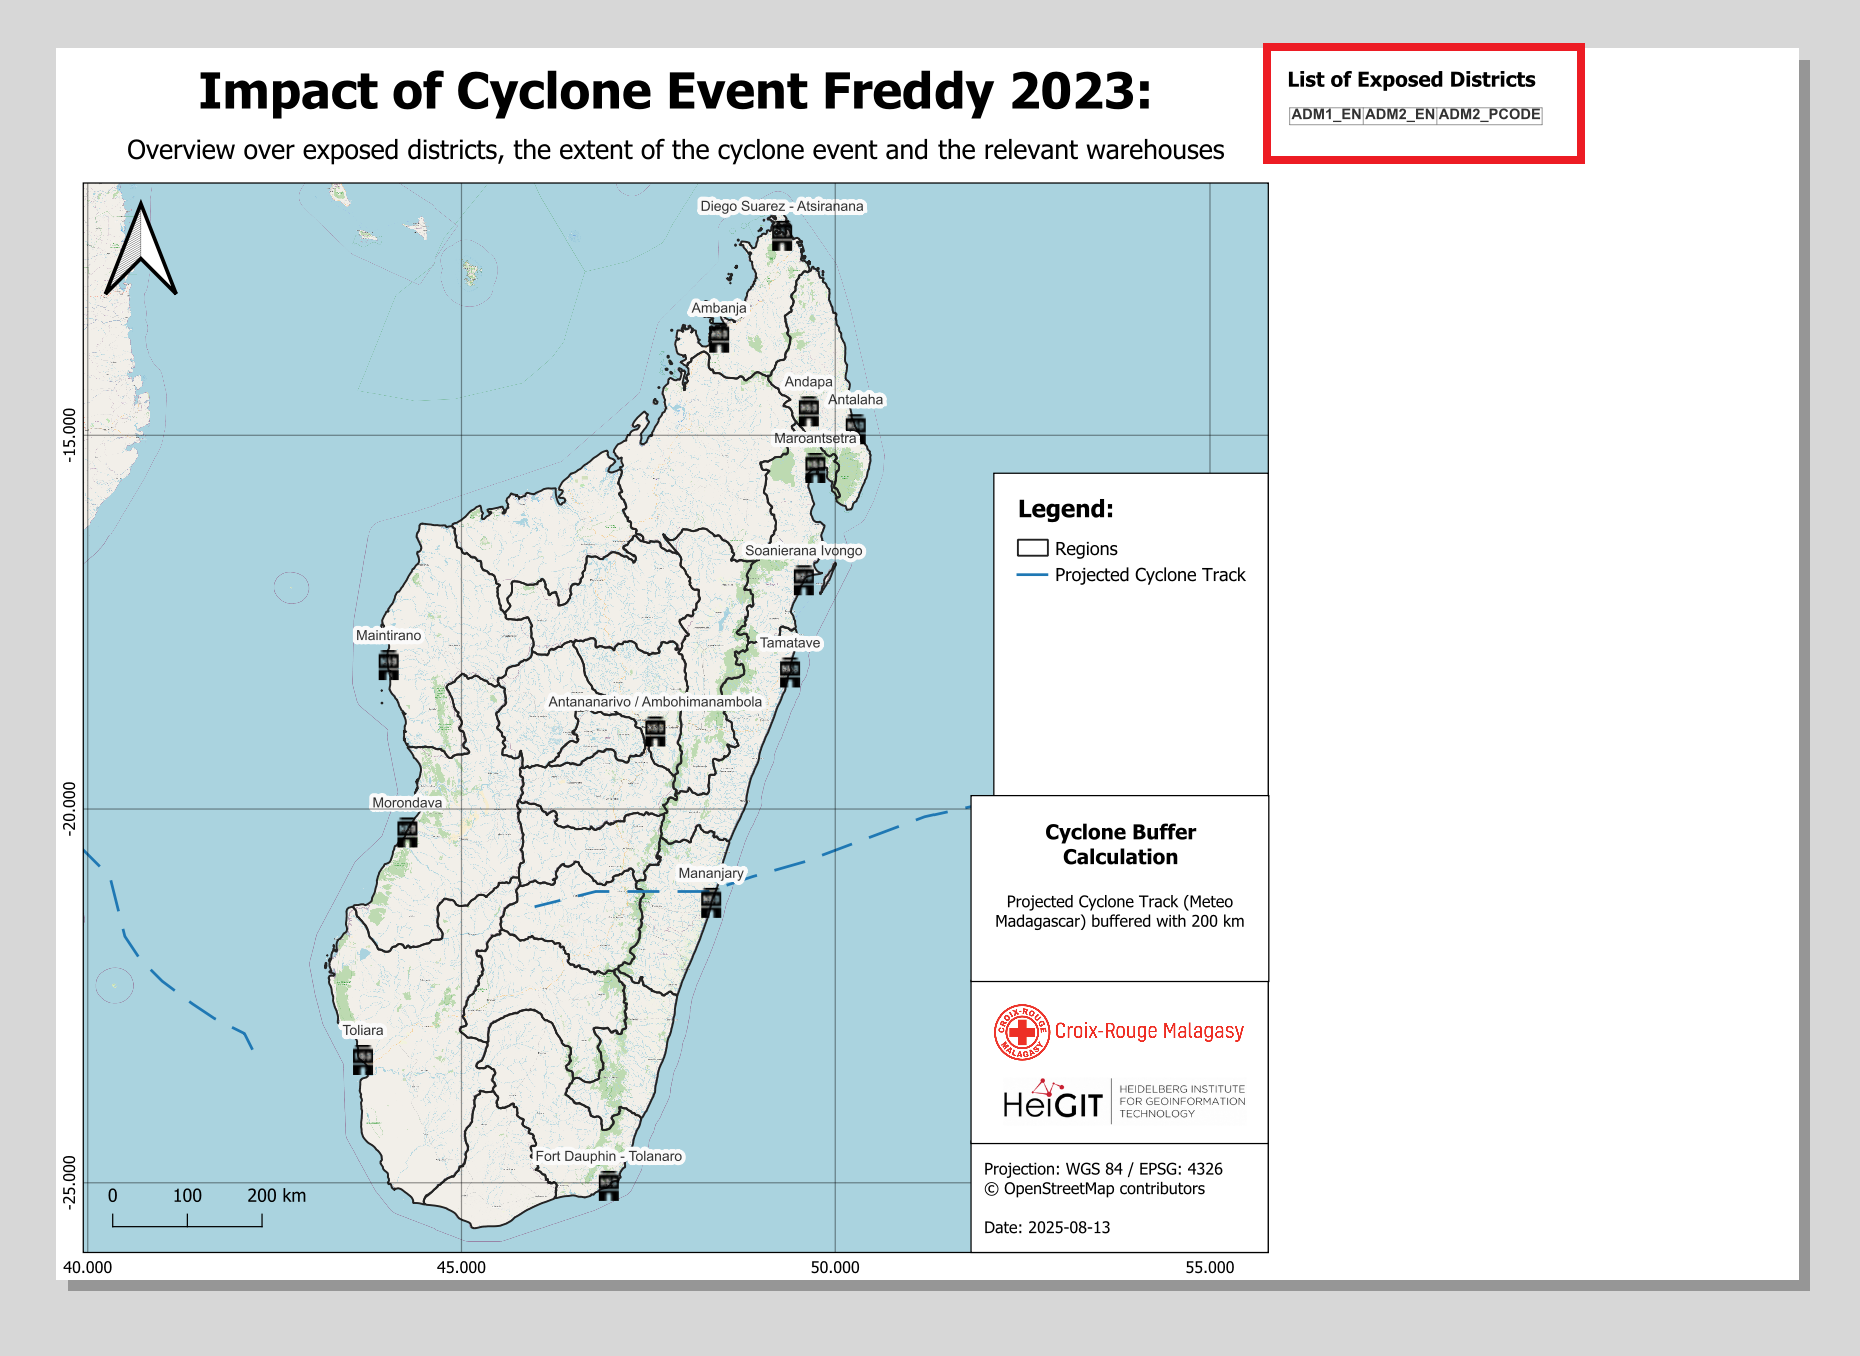 Impact of Cyclone Event Freddy 2023:
Overview over exposed districts, the extent of the cyclone event and the relevant warehouses
List of Exposed Districts
ADM1_EN ADM2_EN ADM2_PCODE
Diego Suarez - Atsiranana
Ambanja
Andapa
Antalaha
Maroantsetra
Soanierana Ivongo
Maintirano
Tamatave
Antananarivo / Ambohimanambola
Morondava
Mananjary
Toliara
Fort Dauphin - Tolanaro
-15.000
-20.000
-25.000
0 100 200 km
40.000 45.000 50.000 55.000
Legend:
Regions
Projected Cyclone Track
Cyclone Buffer
Calculation
Projected Cyclone Track (Meteo
Madagascar) buffered with 200 km
CROIX-ROUGE
MALAGASY
Croix-Rouge Malagasy
HeiGIT
HEIDELBERG INSTITUTE
FOR GEOINFORMATION
TECHNOLOGY
Projection: WGS 84 / EPSG: 4326
© OpenStreetMap contributors
Date: 2025-08-13